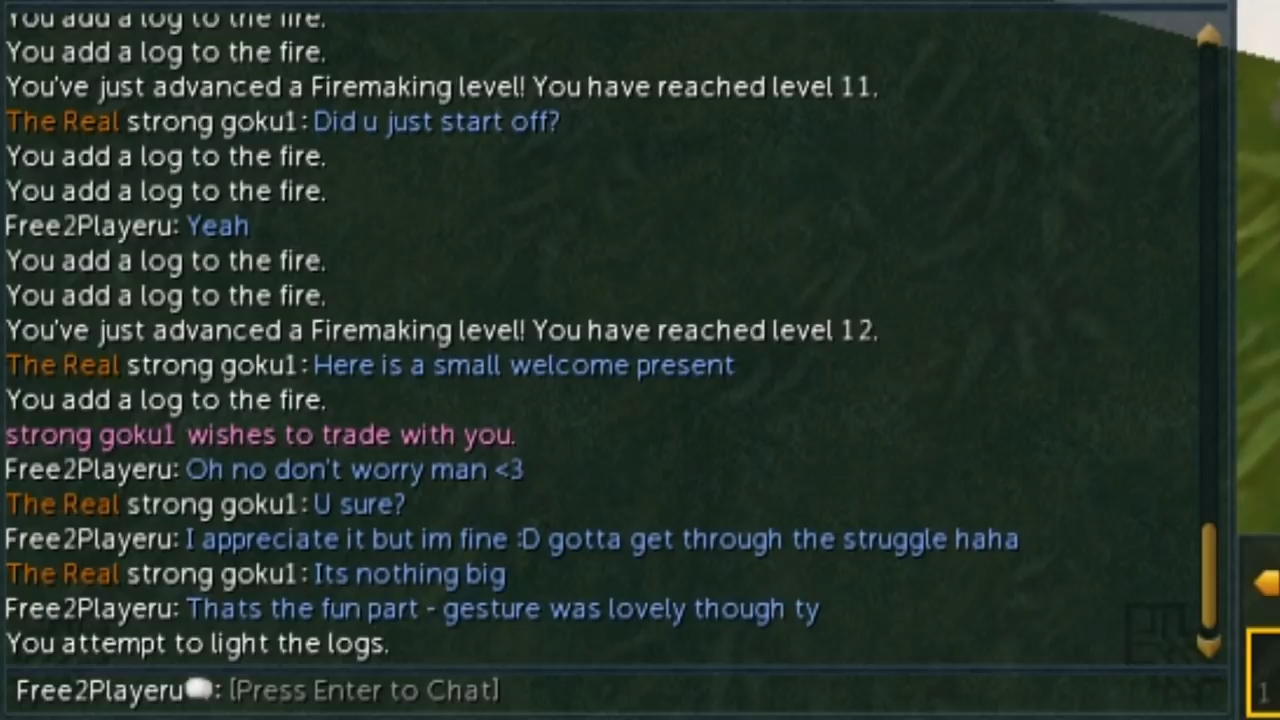 You add a log to the fire.
You add a log to the fire.
You've just advanced a Firemaking level! You have reached level 11.
The Real strong goku1: Did u just start off?
You add a log to the fire.
You add a log to the fire.
Free2Playeru: Yeah
You add a log to the fire.
You add a log to the fire.
You've just advanced a Firemaking level! You have reached level 12.
The Real strong goku1: Here is a small welcome present
You add a log to the fire.
strong goku1 wishes to trade with you.
Free2Playeru: Oh no don't worry man <3
The Real strong goku1: U sure?
Free2Playeru: I appreciate it but im fine :D gotta get through the struggle haha
The Real strong goku1: Its nothing big
Free2Playeru: Thats the fun part - gesture was lovely though ty
You attempt to light the logs.
Free2Playeru: [Press Enter to Chat]
1